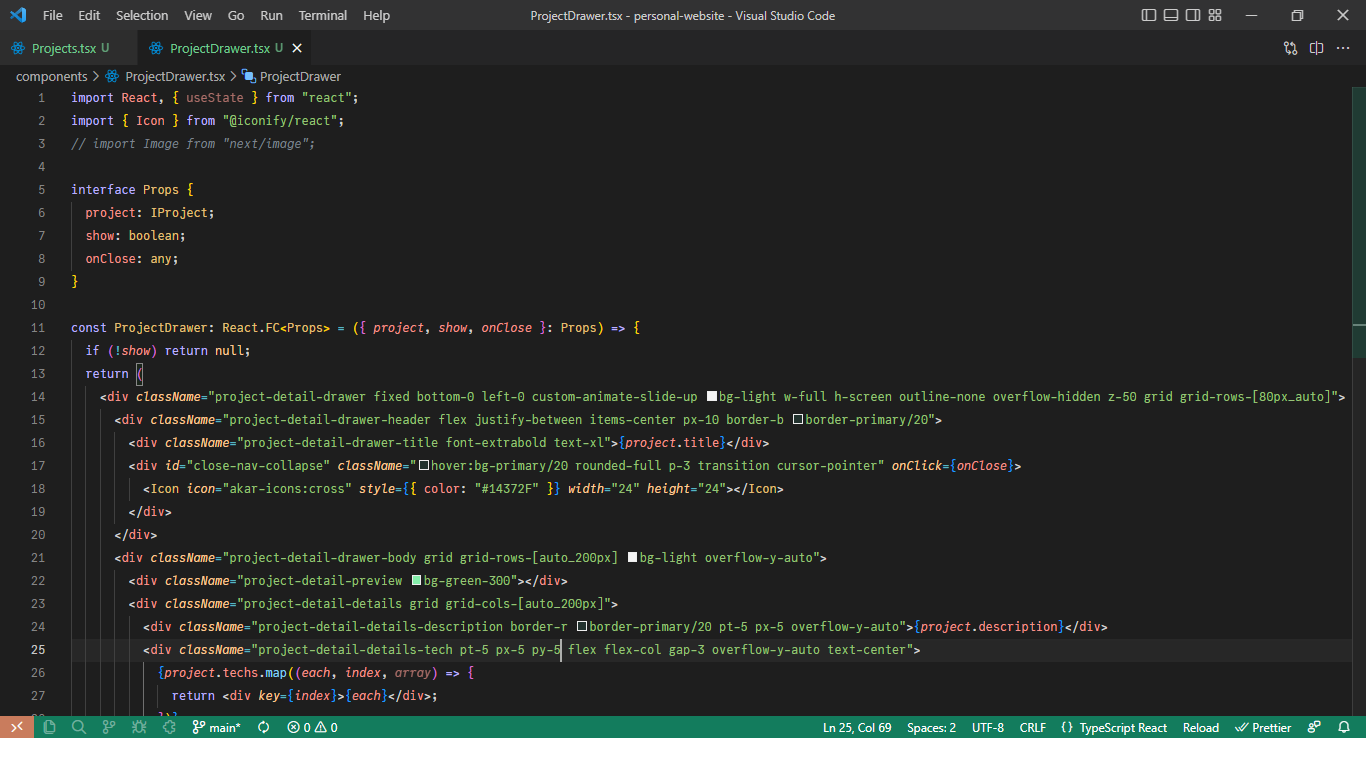 File Edit Selection View Go Run Terminal Help ProjectDrawer.tsx - personal-website - Visual Studio Code
Projects.tsx U ProjectDrawer.tsx U
components > ProjectDrawer.tsx > ProjectDrawer
1 import React, { useState } from "react";
2 import { Icon } from "@iconify/react";
3 // import Image from "next/image";
4
5 interface Props {
6 project: IProject;
7 show: boolean;
8 onClose: any;
9 }
10
11 const ProjectDrawer: React.FC<Props> = ({ project, show, onClose }: Props) => {
12 if (!show) return null;
13 return (
14 <div className="project-detail-drawer fixed bottom-0 left-0 custom-animate-slide-up bg-light w-full h-screen outline-none overflow-hidden z-50 grid grid-rows-[80px_auto]">
15 <div className="project-detail-drawer-header flex justify-between items-center px-10 border-b border-primary/20">
16 <div className="project-detail-drawer-title font-extrabold text-xl">{project.title}</div>
17 <div id="close-nav-collapse" className="hover:bg-primary/20 rounded-full p-3 transition cursor-pointer" onClick={onClose}>
18 <Icon icon="akar-icons:cross" style={{ color: "#14372F" }} width="24" height="24"></Icon>
19 </div>
20 </div>
21 <div className="project-detail-drawer-body grid grid-rows-[auto_200px] bg-light overflow-y-auto">
22 <div className="project-detail-preview bg-green-300"></div>
23 <div className="project-detail-details grid grid-cols-[auto_200px]">
24 <div className="project-detail-details-description border-r border-primary/20 pt-5 px-5 overflow-y-auto">{project.description}</div>
25 <div className="project-detail-details-tech pt-5 px-5 py-5 flex flex-col gap-3 overflow-y-auto text-center">
26 {project.techs.map((each, index, array) => {
27 return <div key={index}>{each}</div>;
main* 0 0 Ln 25, Col 69 Spaces: 2 UTF-8 CRLF {} TypeScript React Reload Prettier